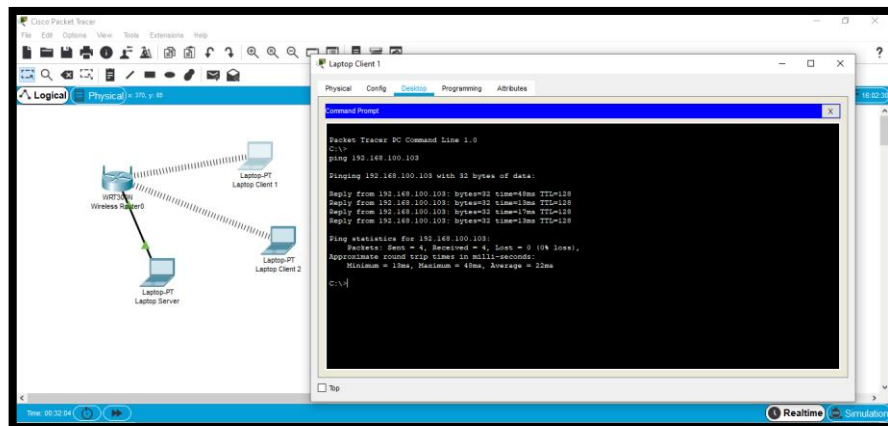 Cisco Packet Tracer
File Edit Options View Tools Extensions Help
Logical
Physical
x: 370, y: 85
16:02:30
Laptop-PT
Laptop Client 1
WRT300N
Wireless Router0
Laptop-PT
Laptop Client 2
Laptop-PT
Laptop Server
Laptop Client 1
Physical Config Desktop Programming Attributes
Command Prompt
X
Packet Tracer PC Command Line 1.0
C:\>
ping 192.168.100.103
Pinging 192.168.100.103 with 32 bytes of data:
Reply from 192.168.100.103: bytes=32 time=48ms TTL=128
Reply from 192.168.100.103: bytes=32 time=13ms TTL=128
Reply from 192.168.100.103: bytes=32 time=17ms TTL=128
Reply from 192.168.100.103: bytes=32 time=13ms TTL=128
Ping statistics for 192.168.100.103:
Packets: Sent = 4, Received = 4, Lost = 0 (0% loss),
Approximate round trip times in milli-seconds:
Minimum = 13ms, Maximum = 48ms, Average = 22ms
C:\>
Top
Time: 00:32:04
Realtime
Simulation